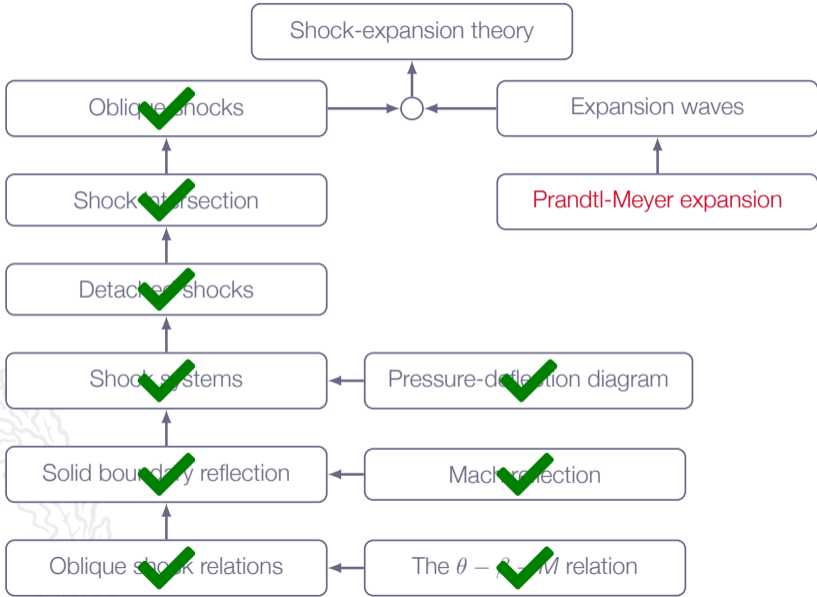 Shock-expansion theory
Oblique shocks
Expansion waves
Shock intersection
Prandtl-Meyer expansion
Detached shocks
Shock systems
Pressure-deflection diagram
Solid boundary reflection
Mach reflection
Oblique shock relations
The θ − β − M relation